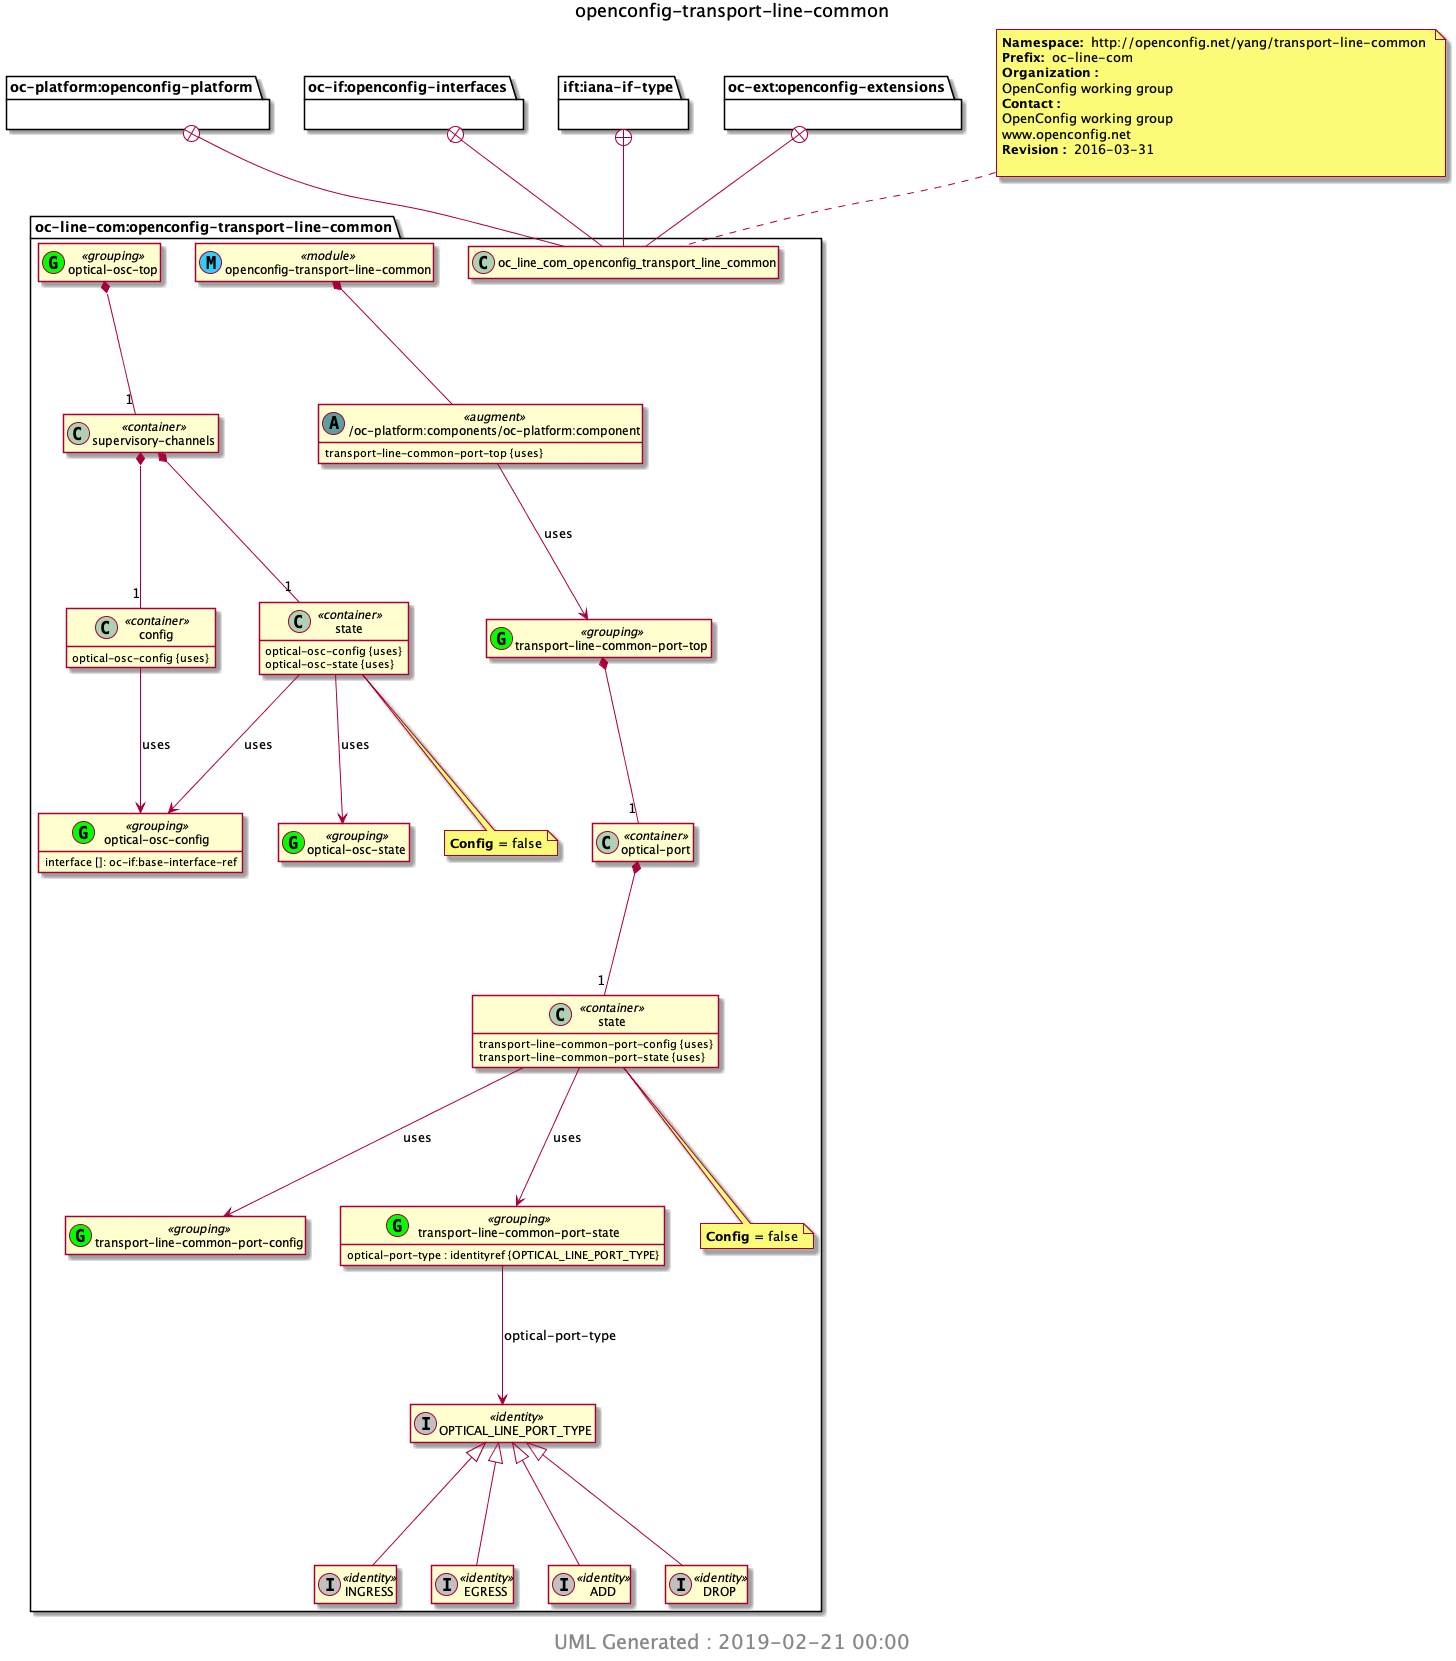 openconfig-transport-line-common
Namespace: http://openconfig.net/yang/transport-line-common
Prefix: oc-line-com
Organization :
OpenConfig working group
Contact :
OpenConfig working group
www.openconfig.net
Revision : 2016-03-31
oc-platform:openconfig-platform
oc-if:openconfig-interfaces
ift:iana-if-type
oc-ext:openconfig-extensions
oc-line-com:openconfig-transport-line-common
G
«grouping»
optical-osc-top
M
«module»
openconfig-transport-line-common
C
oc_line_com_openconfig_transport_line_common
1
C
«container»
supervisory-channels
A
«augment»
/oc-platform:components/oc-platform:component
transport-line-common-port-top {uses}
uses
1
1
C
«container»
config
optical-osc-config {uses}
C
«container»
state
optical-osc-config {uses}
optical-osc-state {uses}
G
«grouping»
transport-line-common-port-top
uses
uses
uses
1
G
«grouping»
optical-osc-config
interface []: oc-if:base-interface-ref
G
«grouping»
optical-osc-state
Config = false
C
«container»
optical-port
1
C
«container»
state
transport-line-common-port-config {uses}
transport-line-common-port-state {uses}
uses
uses
G
«grouping»
transport-line-common-port-config
G
«grouping»
transport-line-common-port-state
optical-port-type : identityref {OPTICAL_LINE_PORT_TYPE}
Config = false
optical-port-type
I
«identity»
OPTICAL_LINE_PORT_TYPE
I
«identity»
INGRESS
I
«identity»
EGRESS
I
«identity»
ADD
I
«identity»
DROP
UML Generated : 2019-02-21 00:00